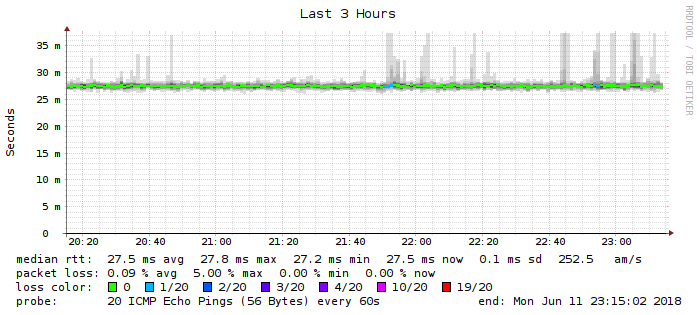 Last 3 Hours
RRDTOOL / TOBI OETIKER
Seconds
35 m
30 m
25 m
20 m
15 m
10 m
5 m
0
20:20 20:40 21:00 21:20 21:40 22:00 22:20 22:40 23:00
median rtt: 27.5 ms avg 27.8 ms max 27.2 ms min 27.5 ms now 0.1 ms sd 252.5 am/s
packet loss: 0.09 % avg 5.00 % max 0.00 % min 0.00 % now
loss color: 0 1/20 2/20 3/20 4/20 10/20 19/20
probe: 20 ICMP Echo Pings (56 Bytes) every 60s end: Mon Jun 11 23:15:02 2018